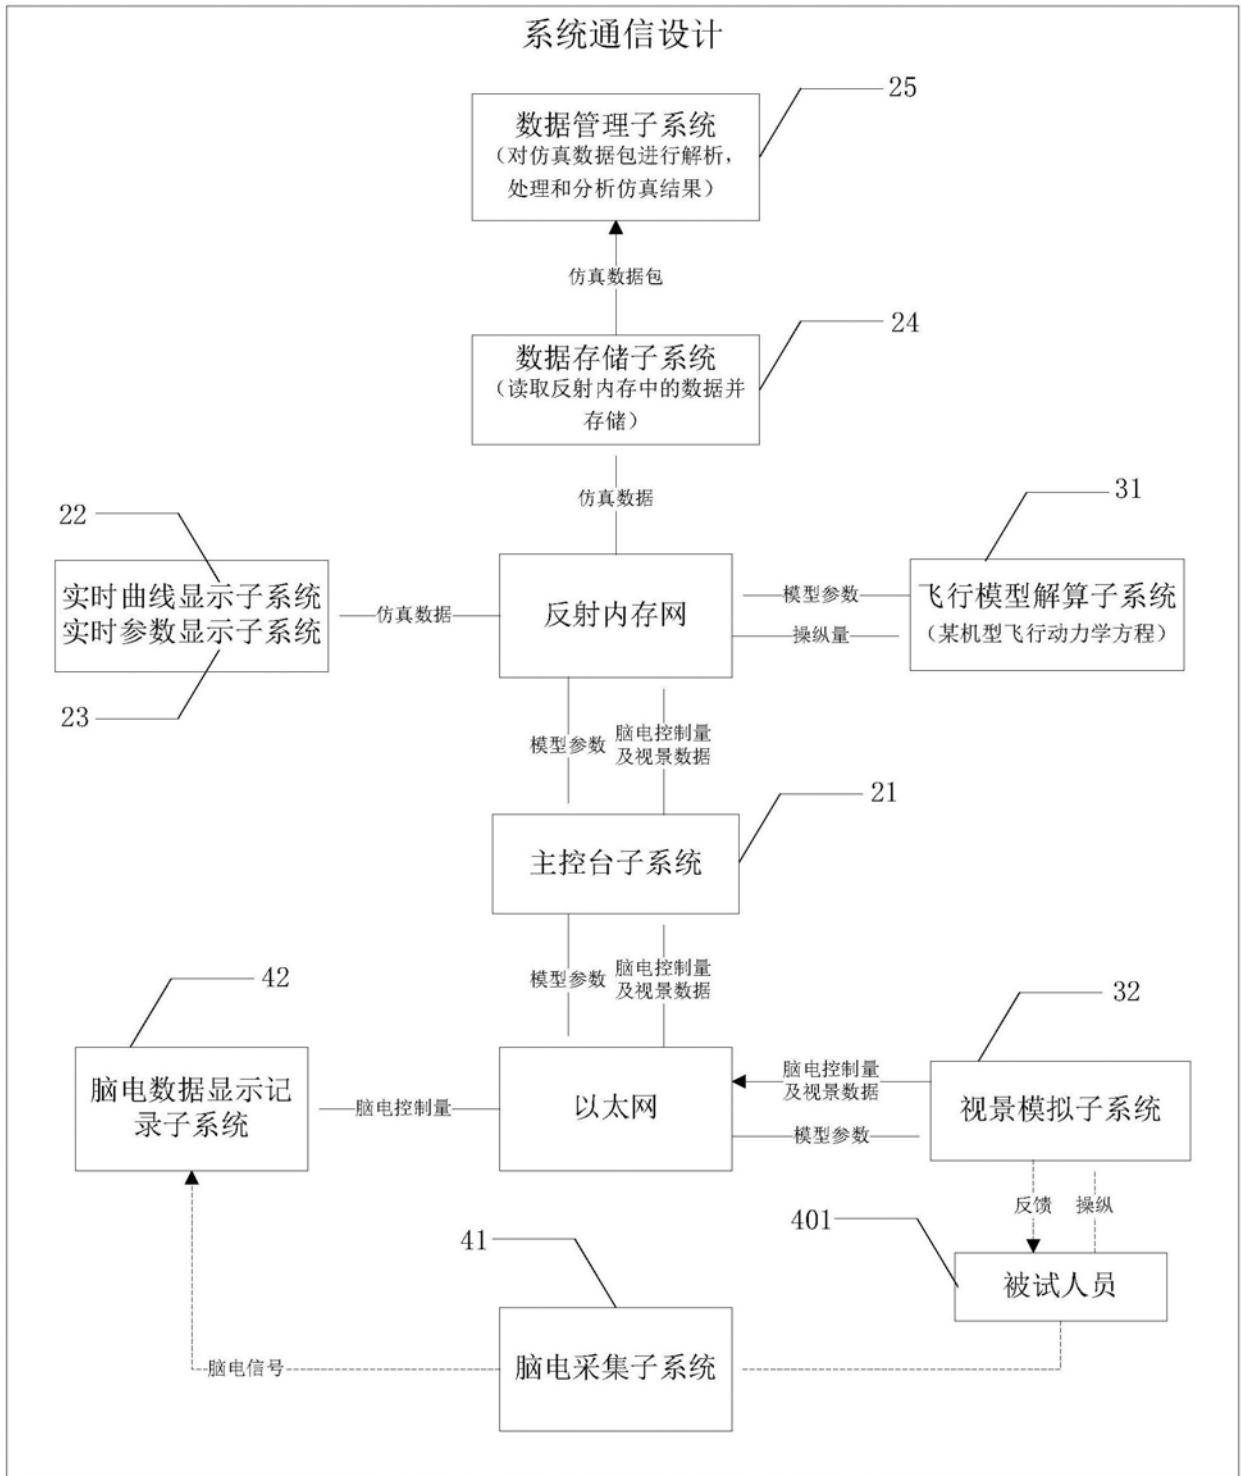 系统通信设计
25
数据管理子系统
(对仿真数据包进行解析,
处理和分析仿真结果)
仿真数据包
24
数据存储子系统
(读取反射内存中的数据并
存储)
仿真数据
22
31
实时曲线显示子系统
实时参数显示子系统
仿真数据
反射内存网
模型参数
操纵量
飞行模型解算子系统
(某机型飞行动力学方程)
23
模型参数
脑电控制量
及视景数据
21
主控台子系统
模型参数
脑电控制量
及视景数据
42
32
脑电数据显示记
录子系统
脑电控制量
以太网
脑电控制量
及视景数据
模型参数
视景模拟子系统
反馈
操纵
401
41
被试人员
脑电信号
脑电采集子系统